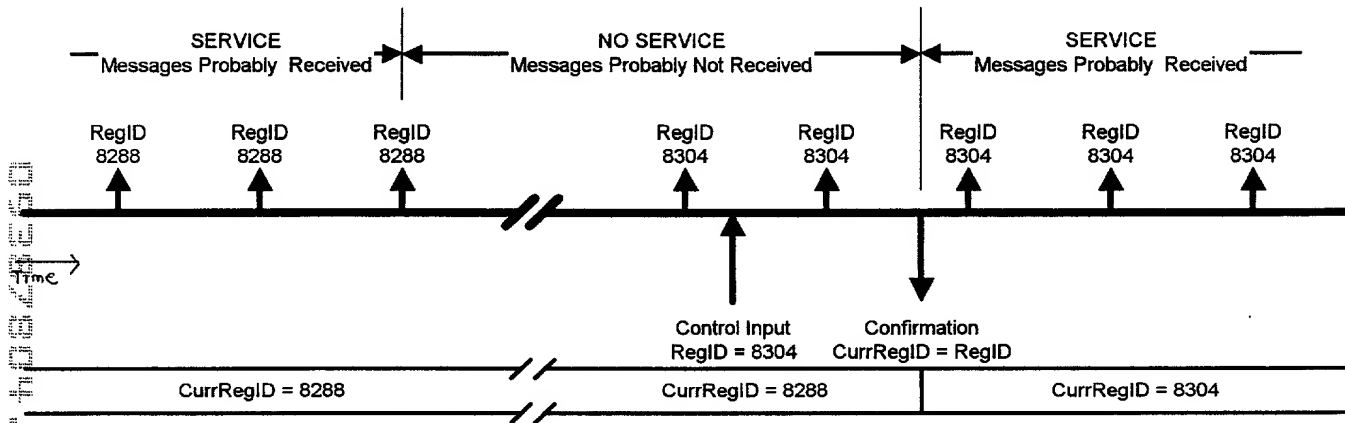 SERVICE
Messages Probably Received
NO SERVICE
Messages Probably Not Received
SERVICE
Messages Probably Received
RegID
8288
RegID
8288
RegID
8288
RegID
8304
RegID
8304
RegID
8304
RegID
8304
RegID
8304
Time
Control Input
RegID = 8304
Confirmation
CurrRegID = RegID
CurrRegID = 8288
CurrRegID = 8288
CurrRegID = 8304